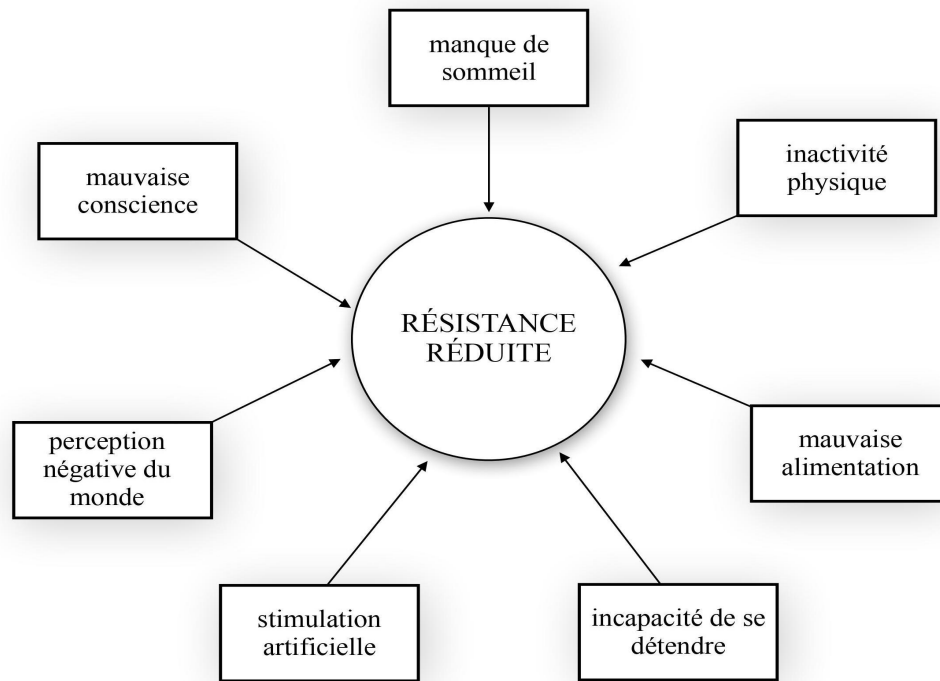 manque de
sommeil
inactivité
physique
mauvaise
conscience
RÉSISTANCE
RÉDUITE
perception
négative du
monde
mauvaise
alimentation
stimulation
artificielle
incapacité de se
détendre